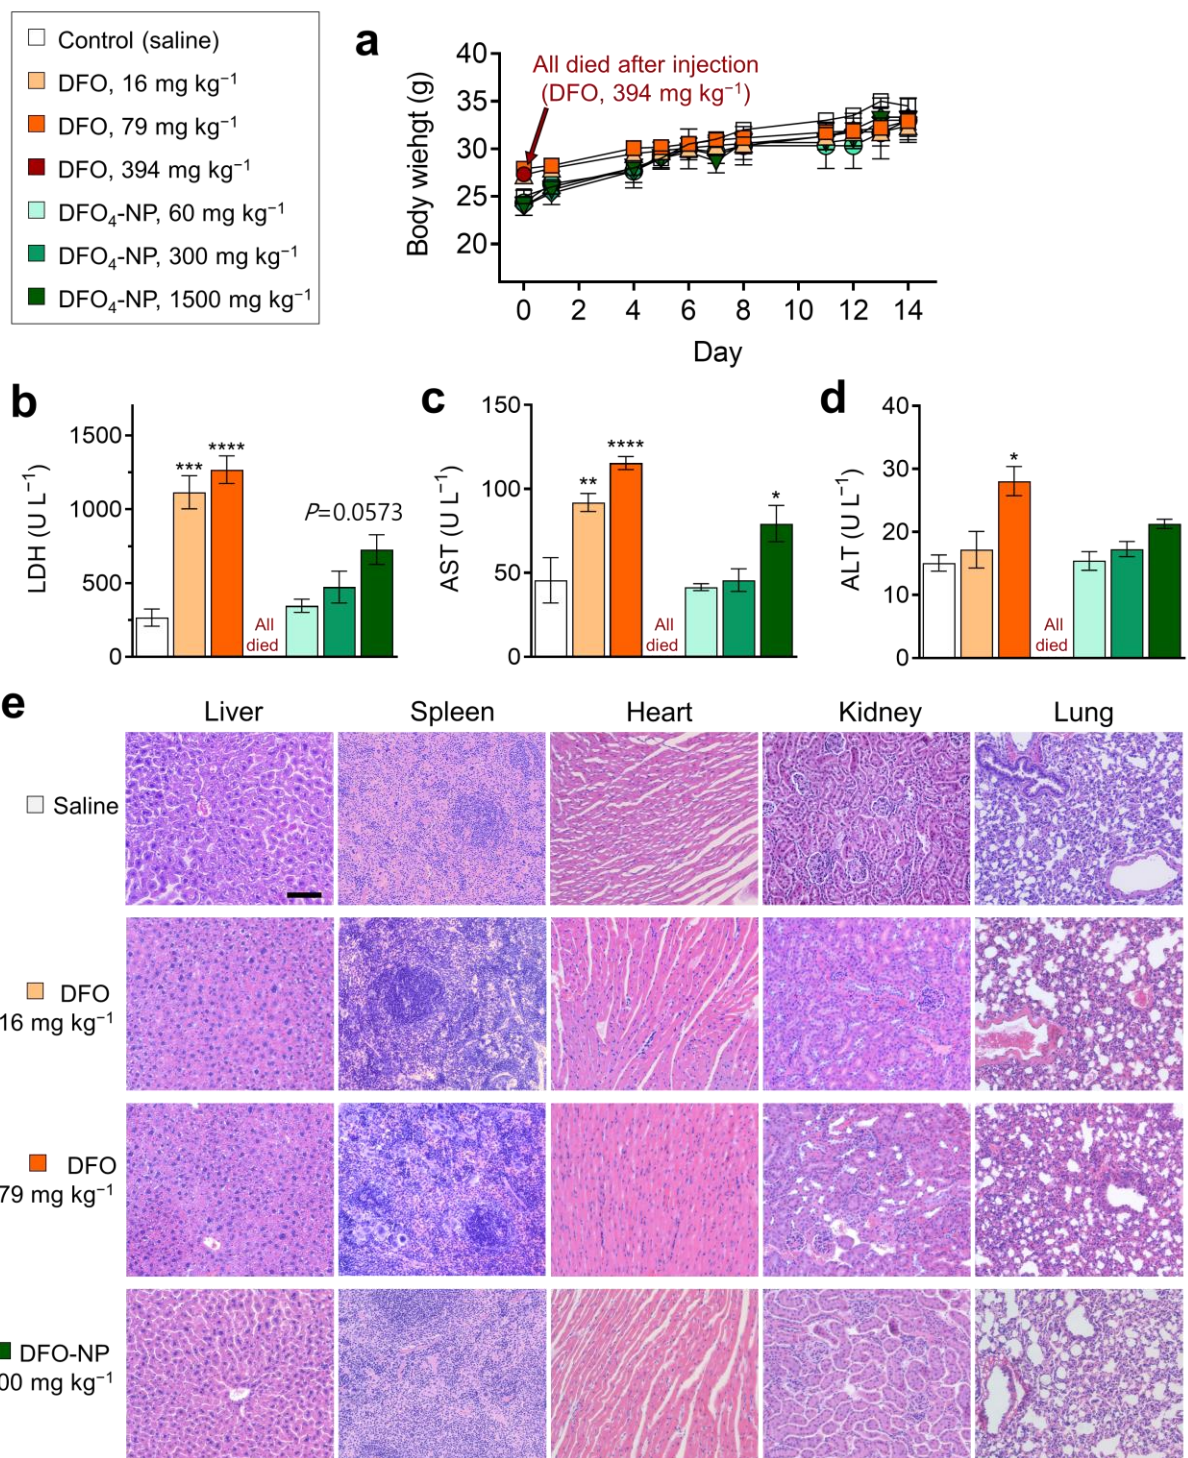 Control (saline)
DFO, 16 mg kg⁻¹
DFO, 79 mg kg⁻¹
DFO, 394 mg kg⁻¹
DFO₄-NP, 60 mg kg⁻¹
DFO₄-NP, 300 mg kg⁻¹
DFO₄-NP, 1500 mg kg⁻¹
a
All died after injection
(DFO, 394 mg kg⁻¹)
Body wiehgt (g)
40
35
30
25
20
0 2 4 6 8 10 12 14
Day
b
LDH (U L⁻¹)
1500
1000
500
0
***
****
P=0.0573
All
died
c
AST (U L⁻¹)
150
100
50
0
**
****
*
All
died
d
ALT (U L⁻¹)
40
30
20
10
0
*
All
died
e
Liver Spleen Heart Kidney Lung
Saline
DFO
16 mg kg⁻¹
DFO
79 mg kg⁻¹
DFO-NP
00 mg kg⁻¹